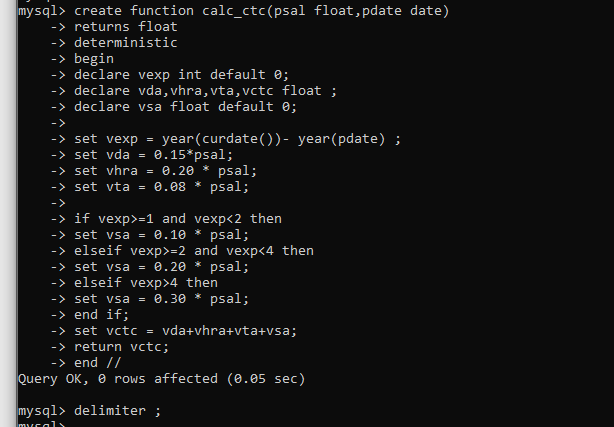 mysql> create function calc_ctc(psal float,pdate date)
    -> returns float
    -> deterministic
    -> begin
    -> declare vexp int default 0;
    -> declare vda,vhra,vta,vctc float ;
    -> declare vsa float default 0;
    ->
    -> set vexp = year(curdate())- year(pdate) ;
    -> set vda = 0.15*psal;
    -> set vhra = 0.20 * psal;
    -> set vta = 0.08 * psal;
    ->
    -> if vexp>=1 and vexp<2 then
    -> set vsa = 0.10 * psal;
    -> elseif vexp>=2 and vexp<4 then
    -> set vsa = 0.20 * psal;
    -> elseif vexp>4 then
    -> set vsa = 0.30 * psal;
    -> end if;
    -> set vctc = vda+vhra+vta+vsa;
    -> return vctc;
    -> end //
Query OK, 0 rows affected (0.05 sec)
mysql> delimiter ;
mysql>